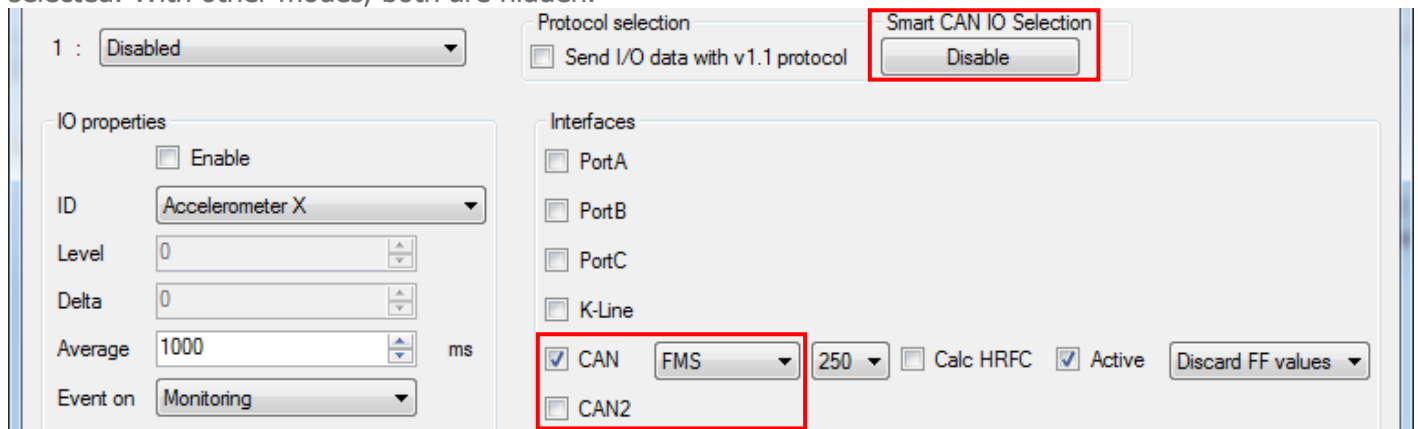 selected. With other modes, both are hidden.
Protocol selection
Smart CAN IO Selection
1 : Disabled
Send I/O data with v1.1 protocol
Disable
IO properties
Enable
ID Accelerometer X
Level 0
Delta 0
Average 1000 ms
Event on Monitoring
Interfaces
PortA
PortB
PortC
K-Line
CAN FMS 250 Calc HRFC Active Discard FF values
CAN2